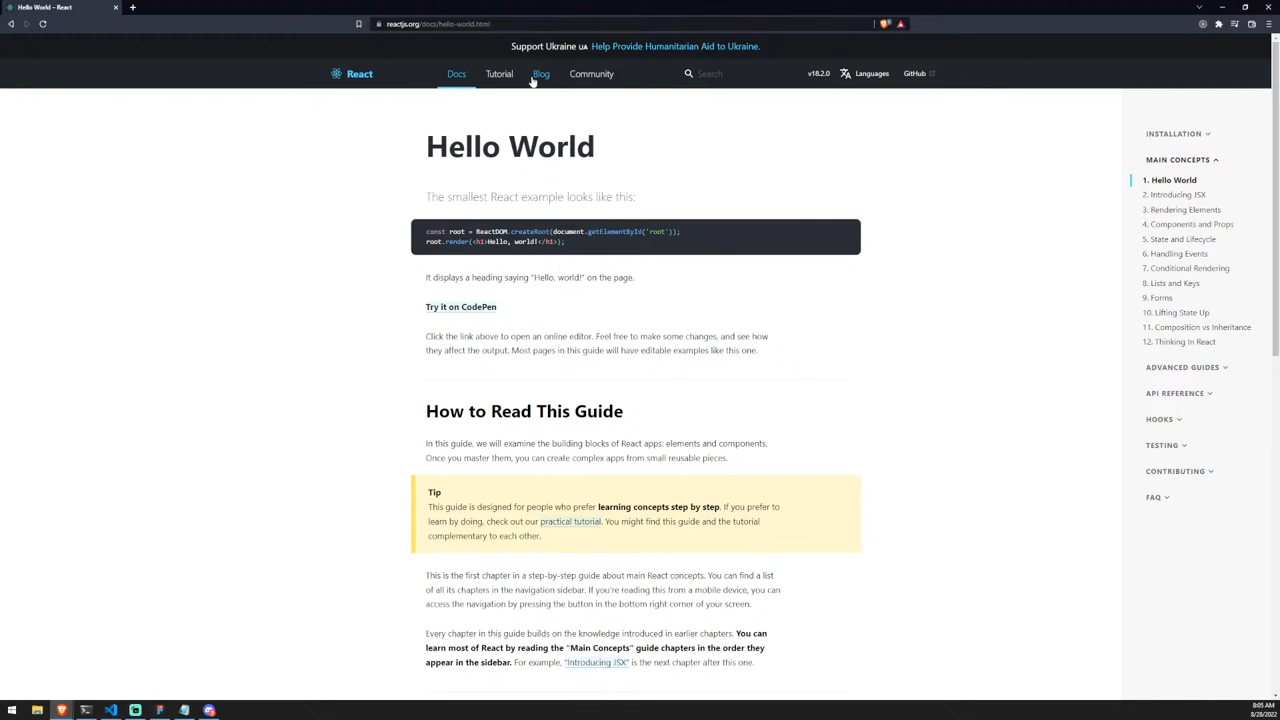 Hello World – React
reactjs.org/docs/hello-world.html
Support Ukraine UA Help Provide Humanitarian Aid to Ukraine.
React
Docs
Tutorial
Blog
Community
Search
v18.2.0
Languages
GitHub
Hello World
The smallest React example looks like this:
const root = ReactDOM.createRoot(document.getElementById('root'));
root.render(<h1>Hello, world!</h1>);
It displays a heading saying "Hello, world!" on the page.
Try it on CodePen
Click the link above to open an online editor. Feel free to make some changes, and see how
they affect the output. Most pages in this guide will have editable examples like this one.
How to Read This Guide
In this guide, we will examine the building blocks of React apps: elements and components.
Once you master them, you can create complex apps from small reusable pieces.
Tip
This guide is designed for people who prefer learning concepts step by step. If you prefer to
learn by doing, check out our practical tutorial. You might find this guide and the tutorial
complementary to each other.
This is the first chapter in a step-by-step guide about main React concepts. You can find a list
of all its chapters in the navigation sidebar. If you're reading this from a mobile device, you can
access the navigation by pressing the button in the bottom right corner of your screen.
Every chapter in this guide builds on the knowledge introduced in earlier chapters. You can
learn most of React by reading the "Main Concepts" guide chapters in the order they
appear in the sidebar. For example, "Introducing JSX" is the next chapter after this one.
INSTALLATION
MAIN CONCEPTS
1. Hello World
2. Introducing JSX
3. Rendering Elements
4. Components and Props
5. State and Lifecycle
6. Handling Events
7. Conditional Rendering
8. Lists and Keys
9. Forms
10. Lifting State Up
11. Composition vs Inheritance
12. Thinking In React
ADVANCED GUIDES
API REFERENCE
HOOKS
TESTING
CONTRIBUTING
FAQ
8:05 AM
8/28/2022